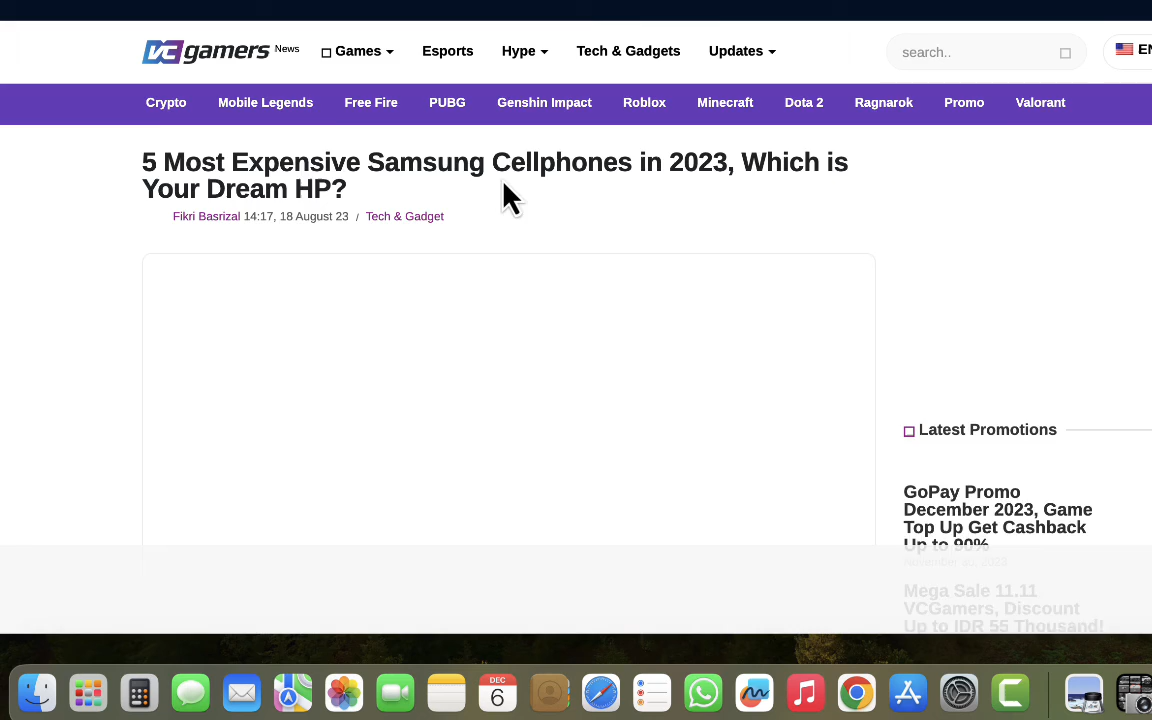 VCgamers News
Games
Esports
Hype
Tech & Gadgets
Updates
search..
EN
Crypto
Mobile Legends
Free Fire
PUBG
Genshin Impact
Roblox
Minecraft
Dota 2
Ragnarok
Promo
Valorant
5 Most Expensive Samsung Cellphones in 2023, Which is
Your Dream HP?
Fikri Basrizal 14:17, 18 August 23 / Tech & Gadget
Latest Promotions
GoPay Promo
December 2023, Game
Top Up Get Cashback
Up to 90%
November 30, 2023
Mega Sale 11.11
VCGamers, Discount
Up to IDR 55 Thousand!
DEC
6